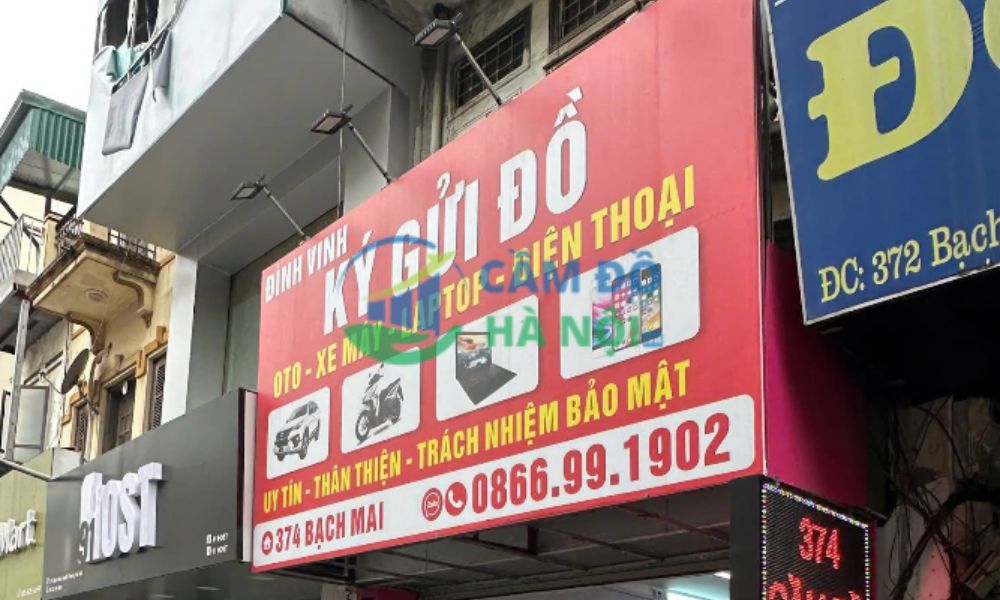 ĐÌNH VINH
KÝ GỬI ĐỒ
OTO - XE MÁY - LAPTOP - ĐIỆN THOẠI
CẦM ĐỒ
HÀ NỘI
UY TÍN - THÂN THIỆN - TRÁCH NHIỆM BẢO MẬT
374 BẠCH MAI
Zalo
0866.99.1902
ĐC: 372 Bạch
HOST
374